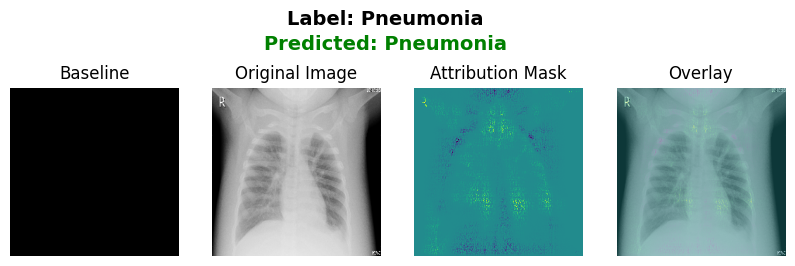 Label: Pneumonia
Predicted: Pneumonia
Baseline
Original Image
Attribution Mask
Overlay